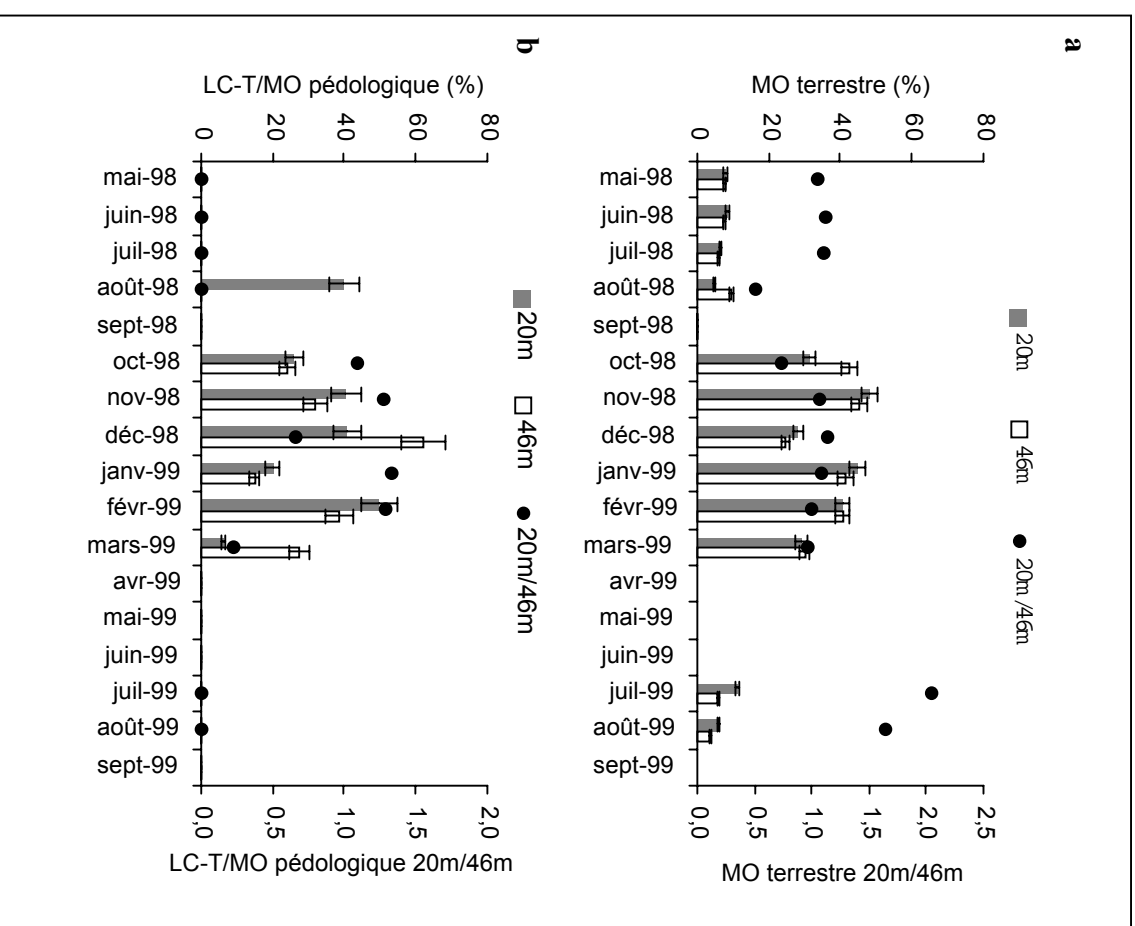 a
MO terrestre (%)
0 20 40 60 80
mai-98
juin-98
juil-98
août-98
sept-98
oct-98
nov-98
déc-98
janv-99
févr-99
mars-99
avr-99
mai-99
juin-99
juil-99
août-99
sept-99
0,0 0,5 1,0 1,5 2,0 2,5
MO terrestre 20m/46m
20m 46m 20m/46m
b
LC-T/MO pédologique (%)
0 20 40 60 80
mai-98
juin-98
juil-98
août-98
sept-98
oct-98
nov-98
déc-98
janv-99
févr-99
mars-99
avr-99
mai-99
juin-99
juil-99
août-99
sept-99
0,0 0,5 1,0 1,5 2,0
LC-T/MO pédologique 20m/46m
20m 46m 20m/46m